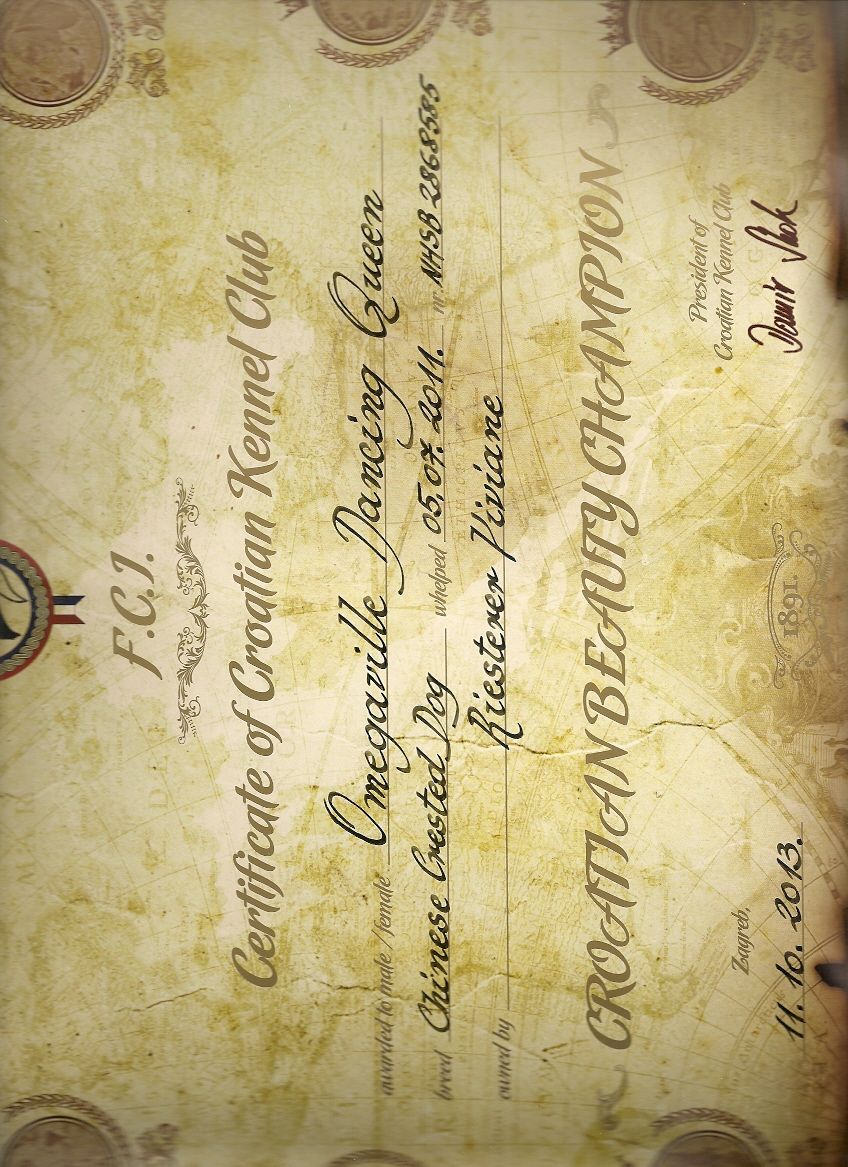 F.C.I.
Certificate of Croatian Kennel Club
awarded to male / female Omegaville Dancing Queen
breed Chinese Crested Dog whelped 05.07.2011. nr NHSB 2868585
owned by Riesterer Viviane
CROATIAN BEAUTY CHAMPION
Zagreb,
11.10.2013.
1891.
President of
Croatian Kennel Club
Damir